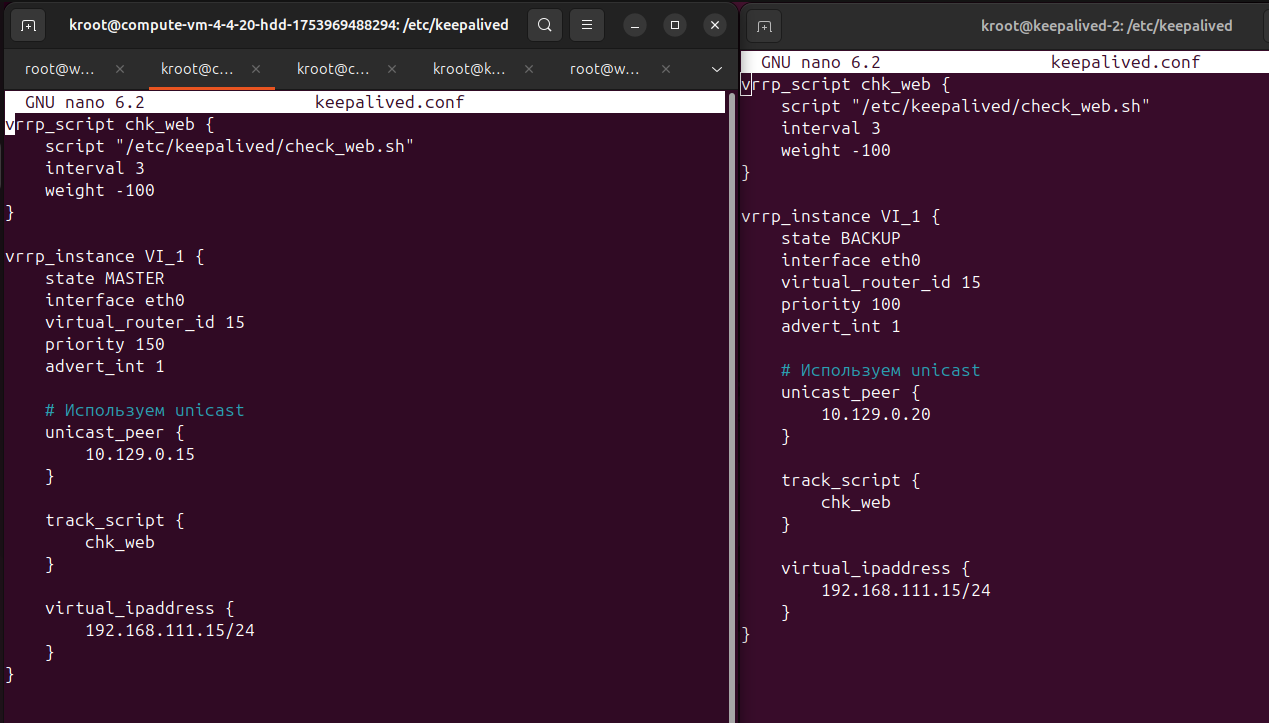 kroot@compute-vm-4-4-20-hdd-1753969488294: /etc/keepalived
root@w...
kroot@c...
kroot@c...
kroot@k...
root@w...
GNU nano 6.2 keepalived.conf
vrrp_script chk_web {
    script "/etc/keepalived/check_web.sh"
    interval 3
    weight -100
}

vrrp_instance VI_1 {
    state MASTER
    interface eth0
    virtual_router_id 15
    priority 150
    advert_int 1

    # Используем unicast
    unicast_peer {
        10.129.0.15
    }

    track_script {
        chk_web
    }

    virtual_ipaddress {
        192.168.111.15/24
    }
}
kroot@keepalived-2: /etc/keepalived
GNU nano 6.2 keepalived.conf
vrrp_script chk_web {
    script "/etc/keepalived/check_web.sh"
    interval 3
    weight -100
}

vrrp_instance VI_1 {
    state BACKUP
    interface eth0
    virtual_router_id 15
    priority 100
    advert_int 1

    # Используем unicast
    unicast_peer {
        10.129.0.20
    }

    track_script {
        chk_web
    }

    virtual_ipaddress {
        192.168.111.15/24
    }
}